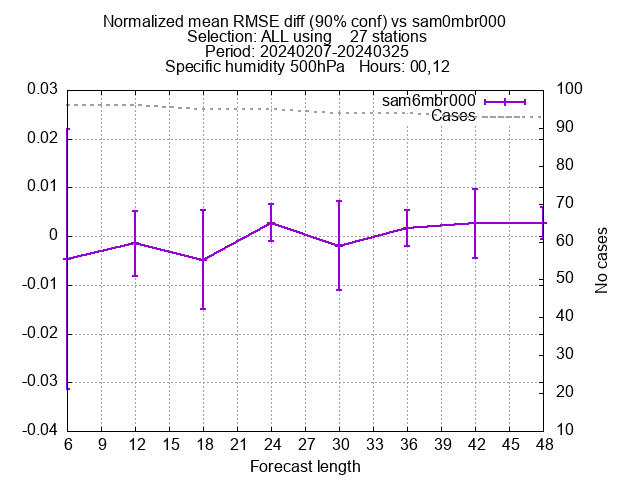 Normalized mean RMSE diff (90% conf) vs sam0mbr000
Selection: ALL using    27 stations
Period: 20240207-20240325
Specific humidity 500hPa   Hours: 00,12
sam6mbr000
Cases
0.03
0.02
0.01
0
-0.01
-0.02
-0.03
-0.04
100
90
80
70
60
50
40
30
20
10
No cases
6 9 12 15 18 21 24 27 30 33 36 39 42 45 48
Forecast length